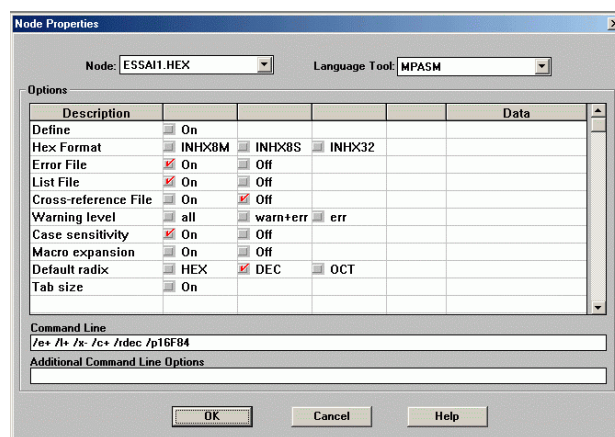 Node Properties
Node: ESSAI1.HEX Language Tool: MPASM
Options
Description Data
Define On
Hex Format INHX8M INHX8S INHX32
Error File On Off
List File On Off
Cross-reference File On Off
Warning level all warn+err err
Case sensitivity On Off
Macro expansion On Off
Default radix HEX DEC OCT
Tab size On
Command Line
/e+ /l+ /x- /c+ /rdec /p16F84
Additional Command Line Options
OK Cancel Help